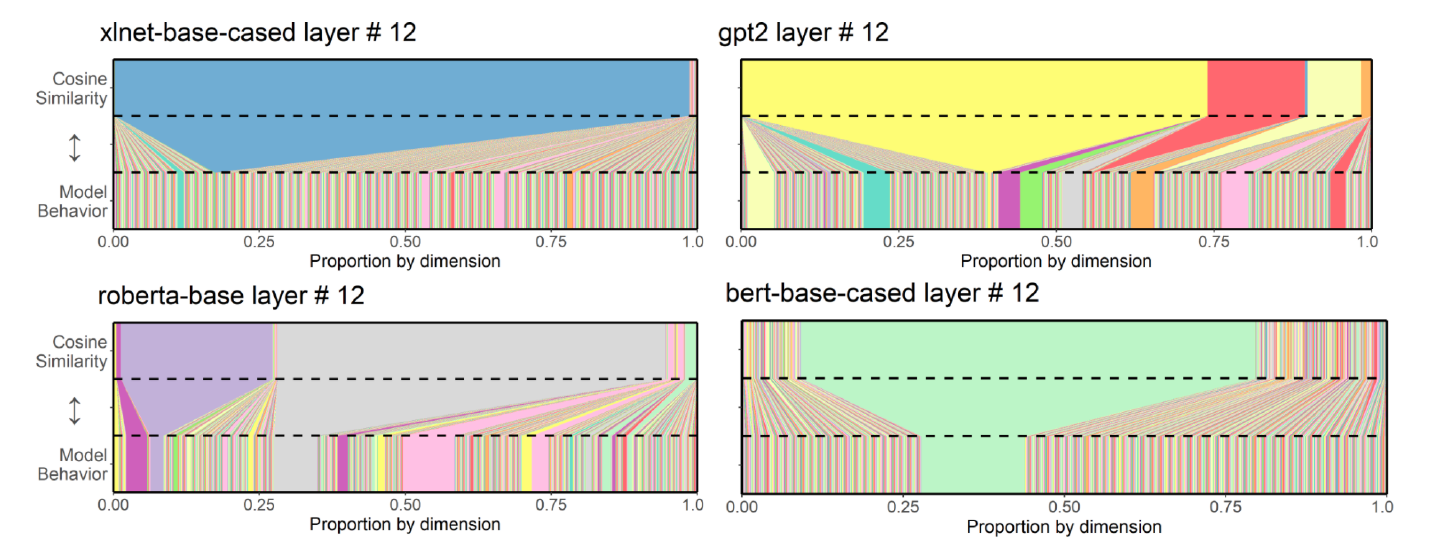 xlnet-base-cased layer # 12
gpt2 layer # 12
Cosine
Similarity
↕
Model
Behavior
0.00 0.25 0.50 0.75 1.0
Proportion by dimension
0.00 0.25 0.50 0.75 1.0
Proportion by dimension
roberta-base layer # 12
bert-base-cased layer # 12
Cosine
Similarity
↕
Model
Behavior
0.00 0.25 0.50 0.75 1.0
Proportion by dimension
0.00 0.25 0.50 0.75 1.0
Proportion by dimension